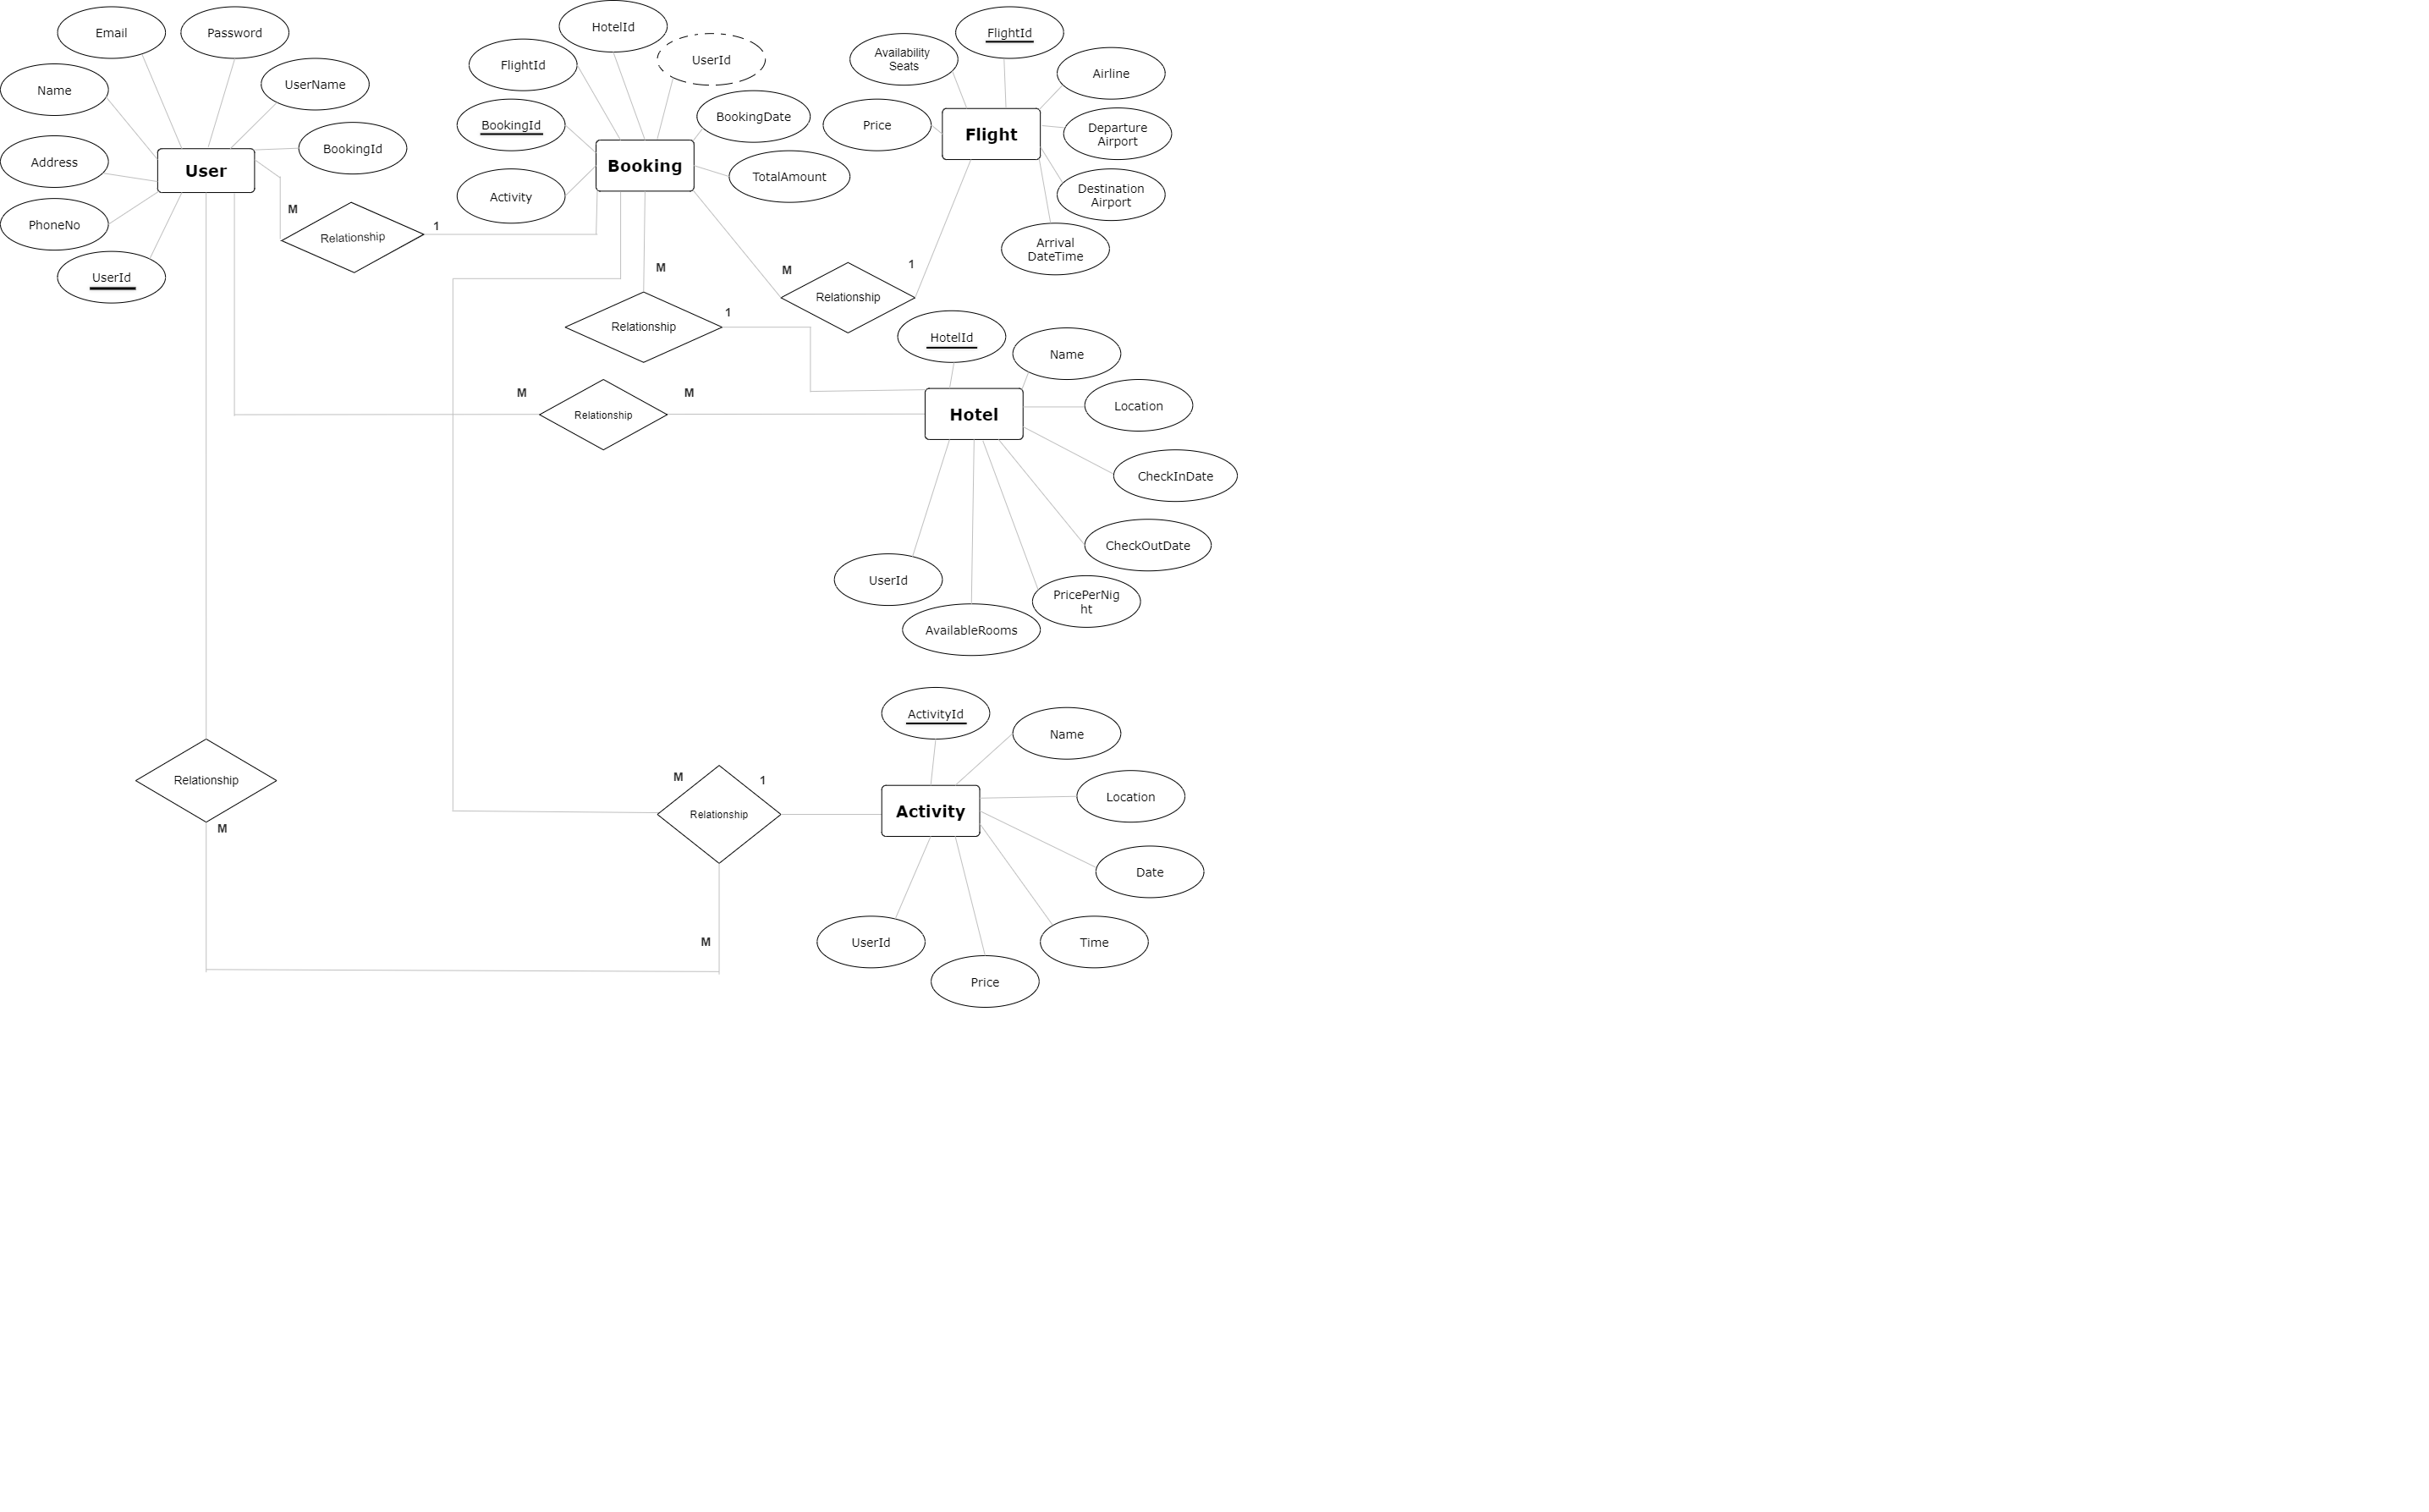 Email
Password
Name
UserName
Address
BookingId
User
PhoneNo
UserId
M
Relationship
1
HotelId
FlightId
UserId
BookingId
BookingDate
Booking
Activity
TotalAmount
Availability
Seats
FlightId
Airline
Price
Flight
Departure
Airport
Destination
Airport
Arrival
DateTime
M
Relationship
1
M
Relationship
1
HotelId
Name
M
Relationship
M
Hotel
Location
CheckInDate
CheckOutDate
UserId
PricePerNig
ht
AvailableRooms
Relationship
M
M
Relationship
1
M
ActivityId
Name
Activity
Location
Date
UserId
Time
Price